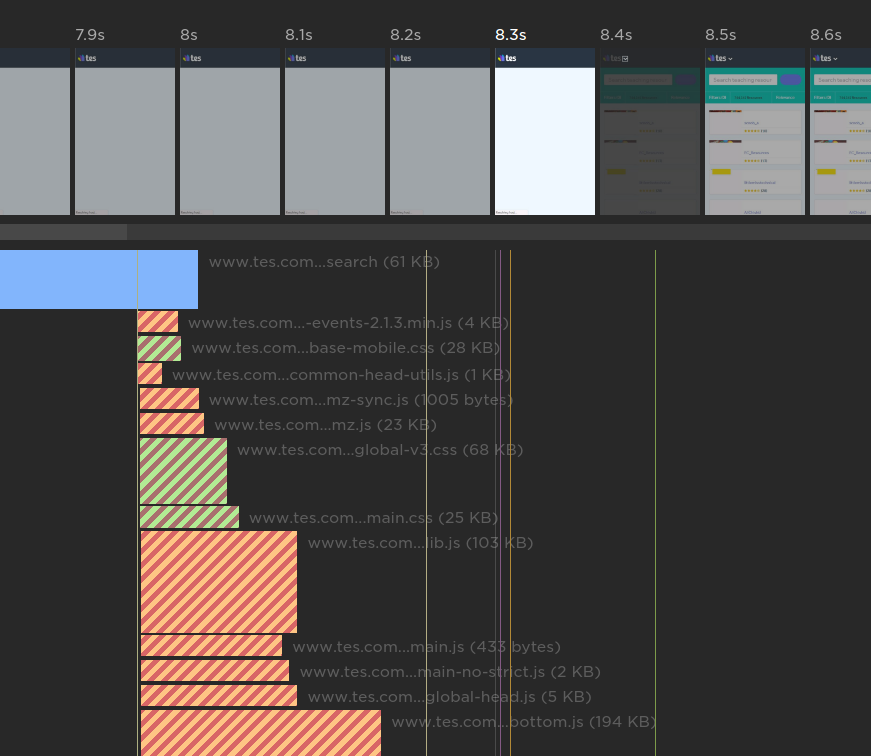 7.9s 8s 8.1s 8.2s 8.3s 8.4s 8.5s 8.6s
tes tes tes tes tes tes tes tes
www.tes.com...search (61 KB)
www.tes.com...-events-2.1.3.min.js (4 KB)
www.tes.com...base-mobile.css (28 KB)
www.tes.com...common-head-utils.js (1 KB)
www.tes.com...mz-sync.js (1005 bytes)
www.tes.com...mz.js (23 KB)
www.tes.com...global-v3.css (68 KB)
www.tes.com...main.css (25 KB)
www.tes.com...lib.js (103 KB)
www.tes.com...main.js (433 bytes)
www.tes.com...main-no-strict.js (2 KB)
www.tes.com...global-head.js (5 KB)
www.tes.com...bottom.js (194 KB)